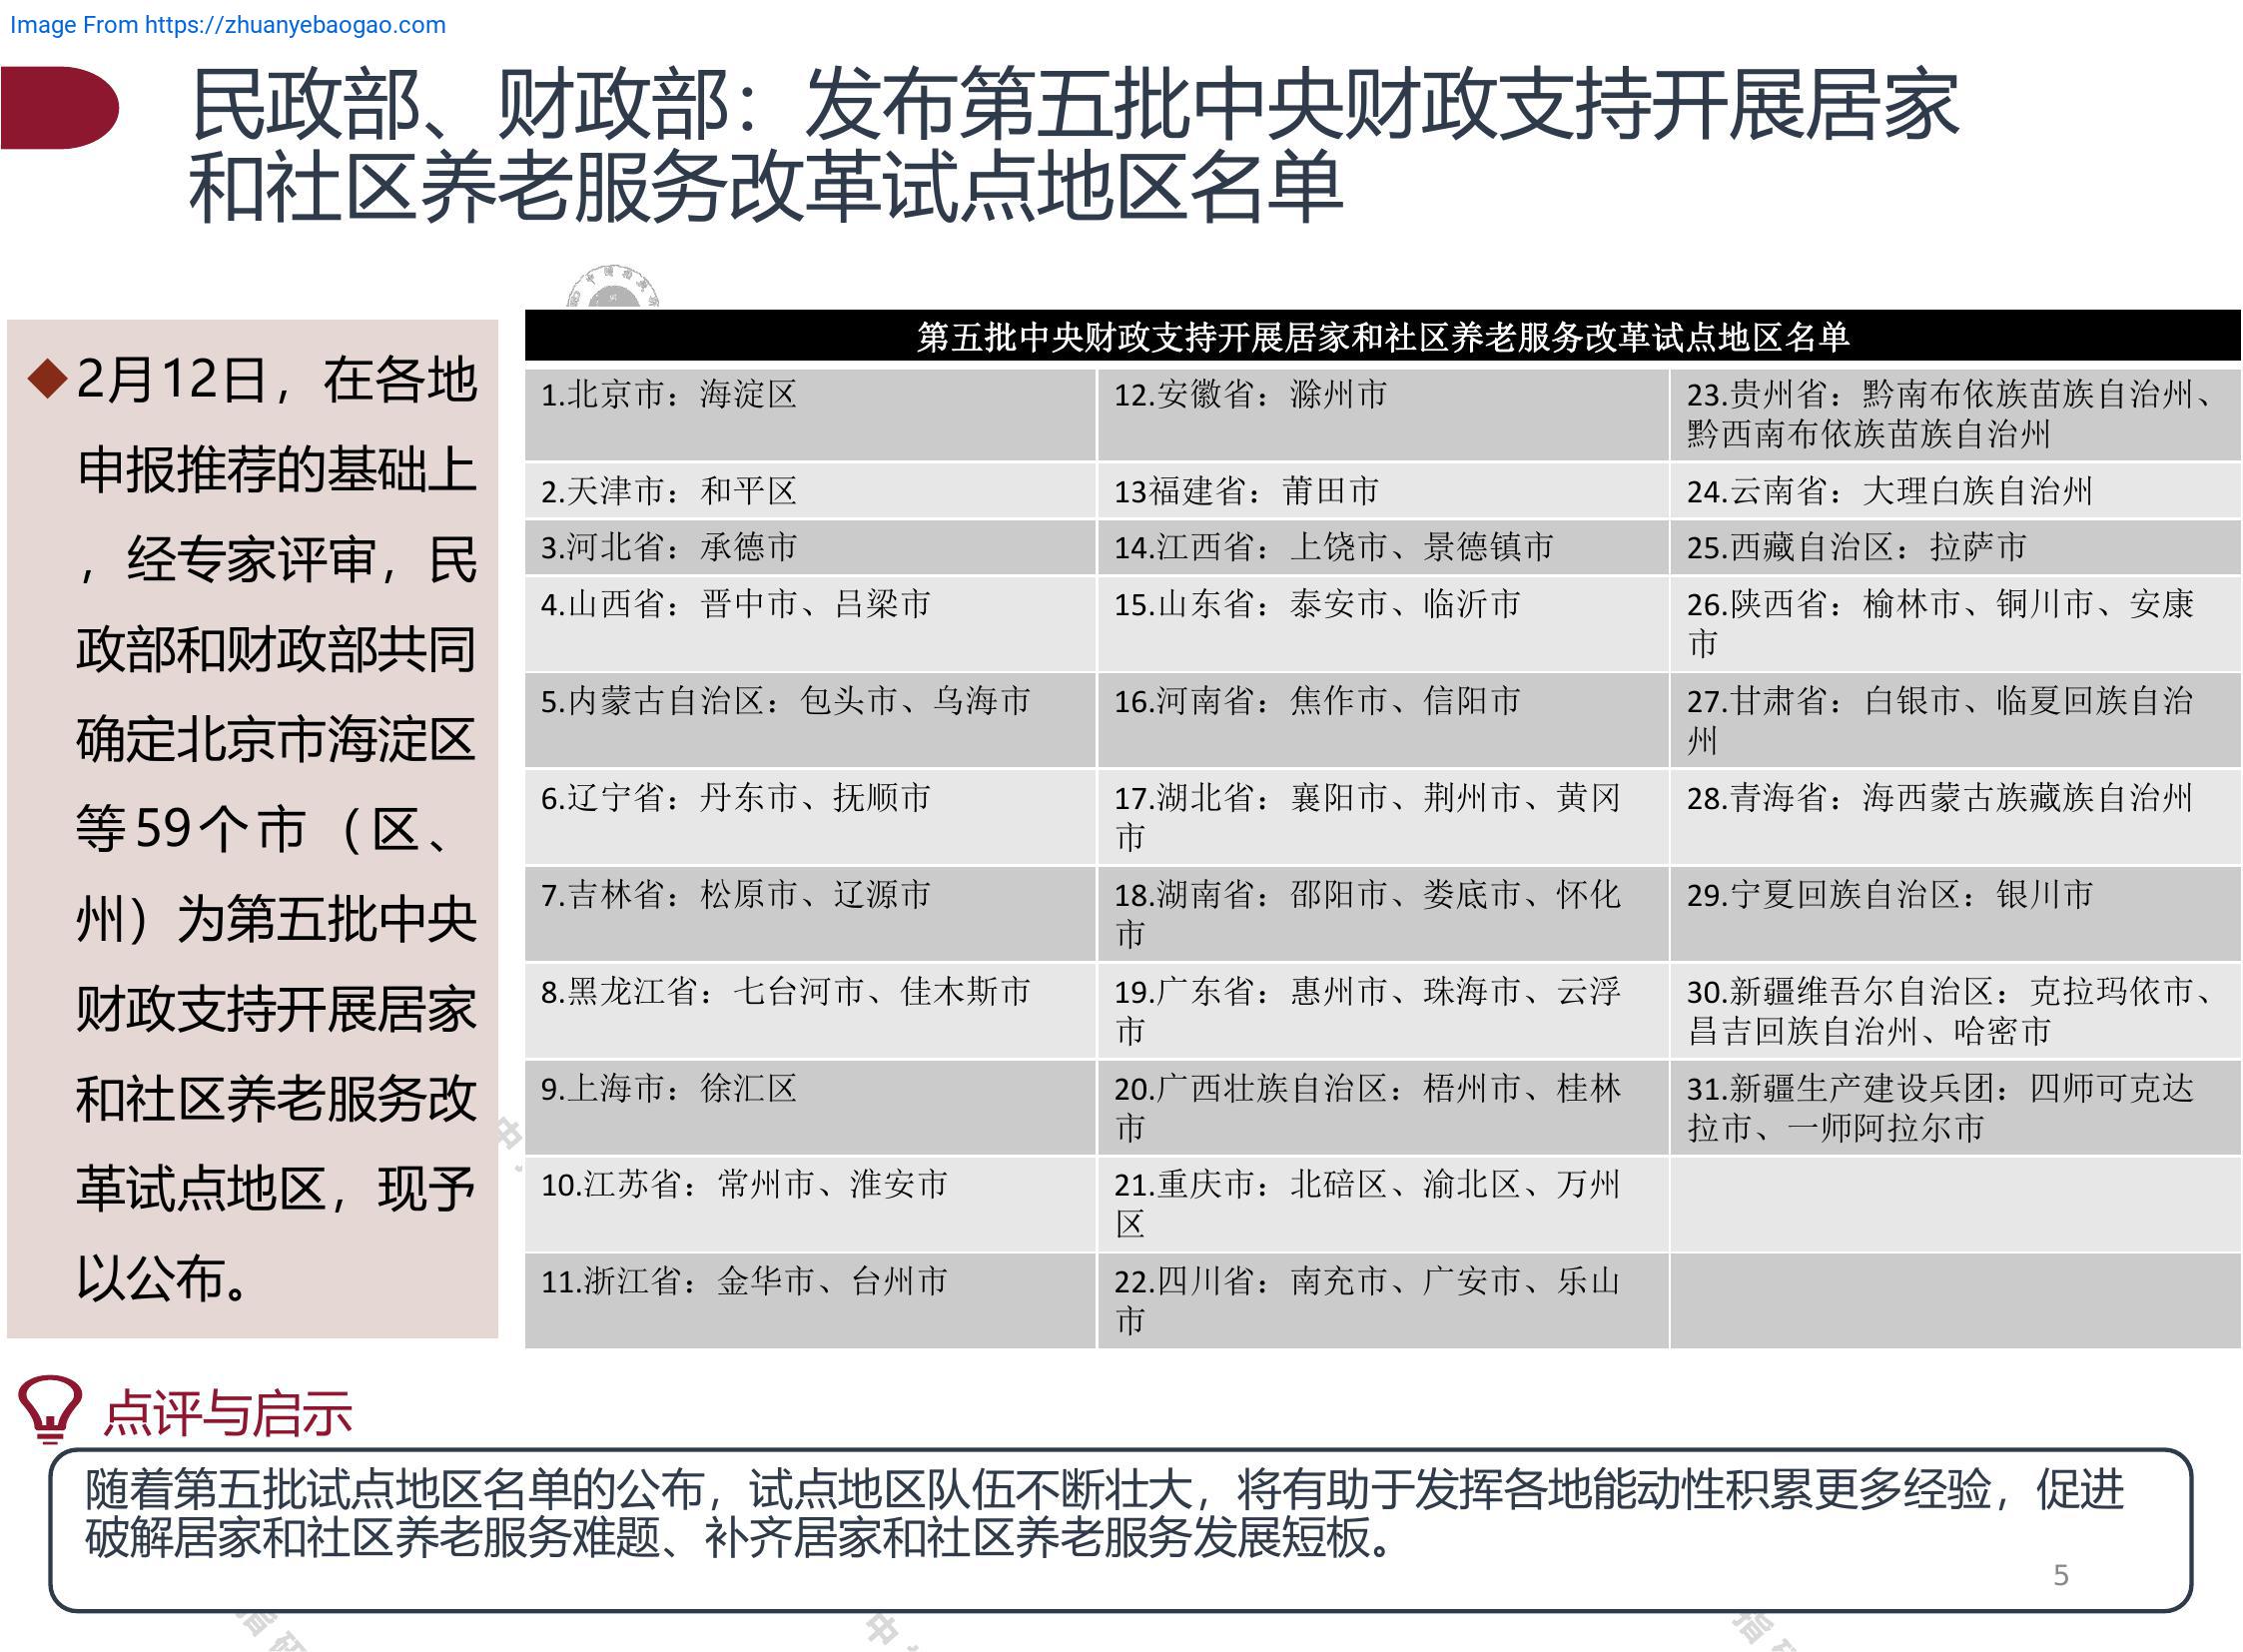 Image From https://zhuanyebaogao.com
民政部、财政部：发布第五批中央财政支持开展居家
和社区养老服务改革试点地区名单
2月12日，在各地
申报推荐的基础上
，经专家评审，民
政部和财政部共同
确定北京市海淀区
等59个市（区、
州）为第五批中央
财政支持开展居家
和社区养老服务改
革试点地区，现予
以公布。
第五批中央财政支持开展居家和社区养老服务改革试点地区名单
1.北京市：海淀区
12.安徽省：滁州市
23.贵州省：黔南布依族苗族自治州、
黔西南布依族苗族自治州
2.天津市：和平区
13福建省：莆田市
24.云南省：大理白族自治州
3.河北省：承德市
14.江西省：上饶市、景德镇市
25.西藏自治区：拉萨市
4.山西省：晋中市、吕梁市
15.山东省：泰安市、临沂市
26.陕西省：榆林市、铜川市、安康
市
5.内蒙古自治区：包头市、乌海市
16.河南省：焦作市、信阳市
27.甘肃省：白银市、临夏回族自治
州
6.辽宁省：丹东市、抚顺市
17.湖北省：襄阳市、荆州市、黄冈
市
28.青海省：海西蒙古族藏族自治州
7.吉林省：松原市、辽源市
18.湖南省：邵阳市、娄底市、怀化
市
29.宁夏回族自治区：银川市
8.黑龙江省：七台河市、佳木斯市
19.广东省：惠州市、珠海市、云浮
市
30.新疆维吾尔自治区：克拉玛依市、
昌吉回族自治州、哈密市
9.上海市：徐汇区
20.广西壮族自治区：梧州市、桂林
市
31.新疆生产建设兵团：四师可克达
拉市、一师阿拉尔市
10.江苏省：常州市、淮安市
21.重庆市：北碚区、渝北区、万州
区
11.浙江省：金华市、台州市
22.四川省：南充市、广安市、乐山
市
点评与启示
随着第五批试点地区名单的公布，试点地区队伍不断壮大，将有助于发挥各地能动性积累更多经验，促进
破解居家和社区养老服务难题、补齐居家和社区养老服务发展短板。
5